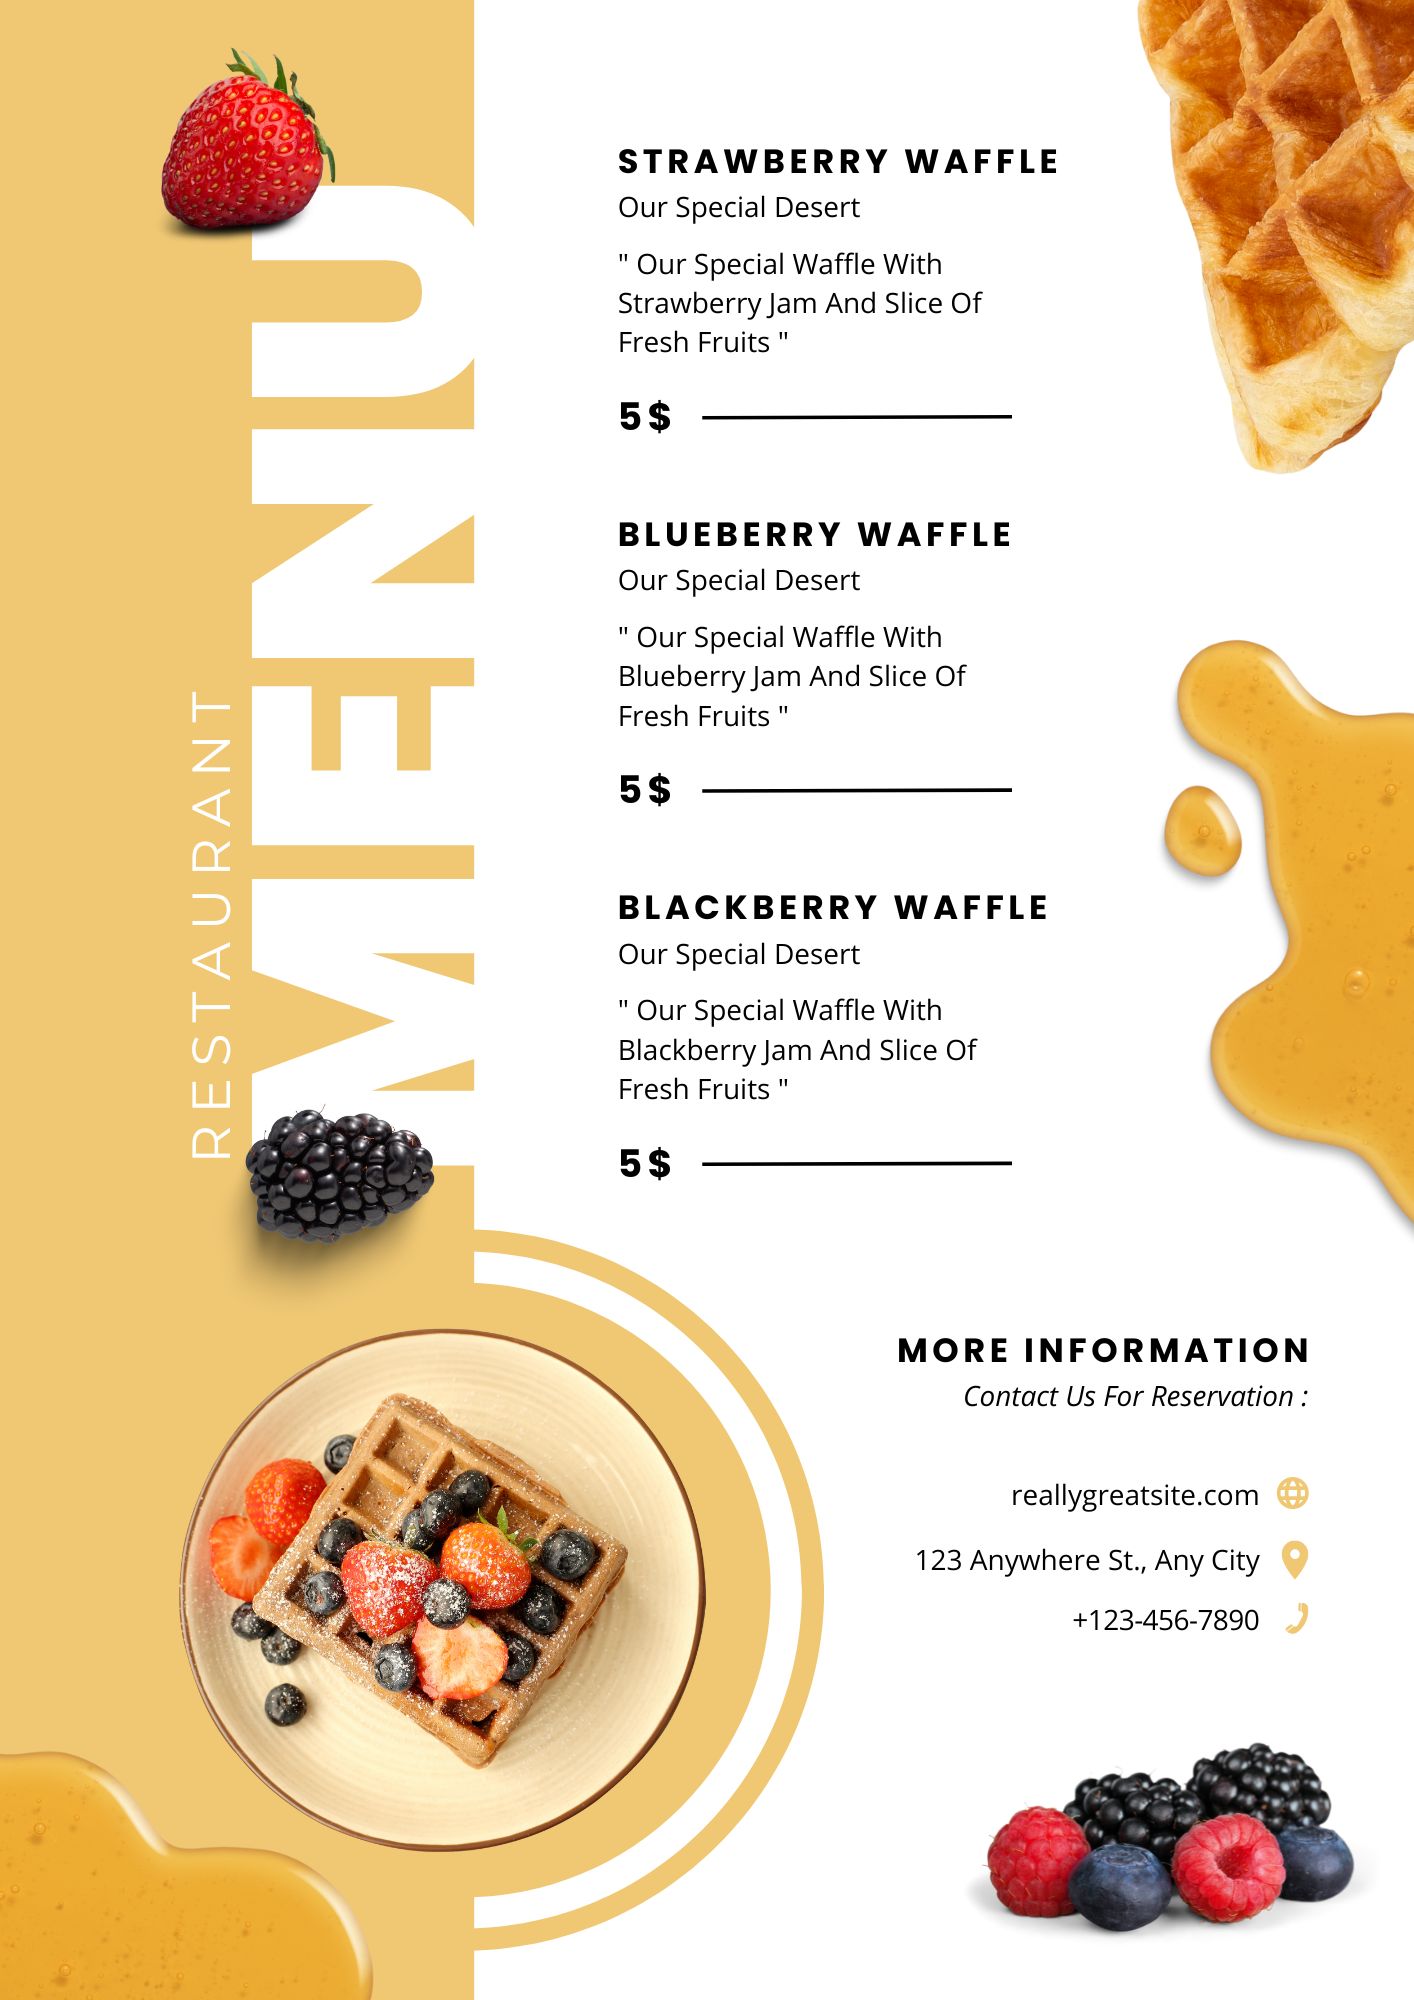 RESTAURANT
MENU
STRAWBERRY WAFFLE
Our Special Desert
" Our Special Waffle With
Strawberry Jam And Slice Of
Fresh Fruits "
5$
BLUEBERRY WAFFLE
Our Special Desert
" Our Special Waffle With
Blueberry Jam And Slice Of
Fresh Fruits "
5$
BLACKBERRY WAFFLE
Our Special Desert
" Our Special Waffle With
Blackberry Jam And Slice Of
Fresh Fruits "
5$
MORE INFORMATION
Contact Us For Reservation :
reallygreatsite.com
123 Anywhere St., Any City
+123-456-7890